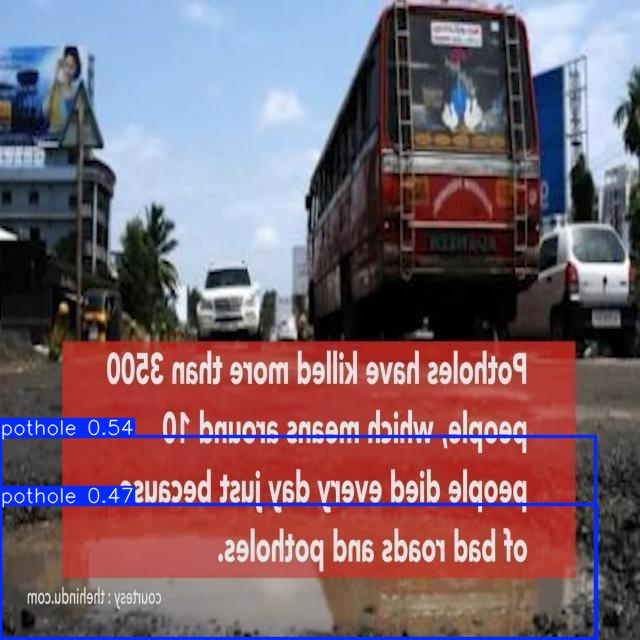 Potholes have killed more than 3500
people, which means around 10
people died every day just because
of bad roads and potholes.
pothole 0.54
pothole 0.47
courtesy : thehindu.com